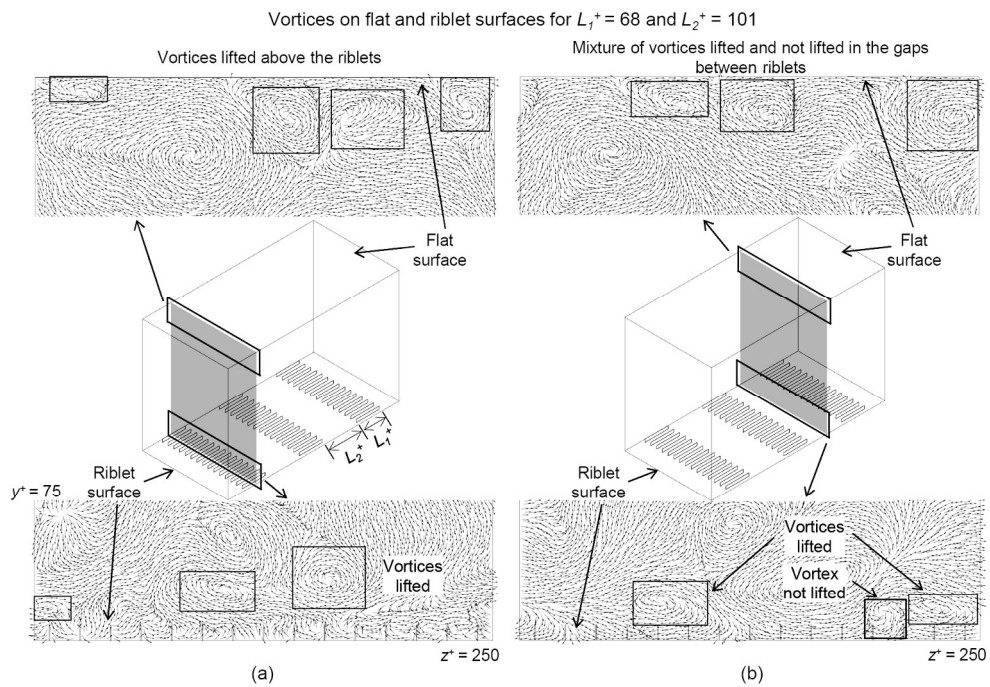 Vortices on flat and riblet surfaces for L₁⁺ = 68 and L₂⁺ = 101
Vortices lifted above the riblets
Mixture of vortices lifted and not lifted in the gaps
between riblets
Flat
surface
L₁⁺
L₂⁺
Riblet
surface
y⁺ = 75
Vortices
lifted
z⁺ = 250
(a)
Flat
surface
Riblet
surface
Vortices
lifted
Vortex
not lifted
z⁺ = 250
(b)